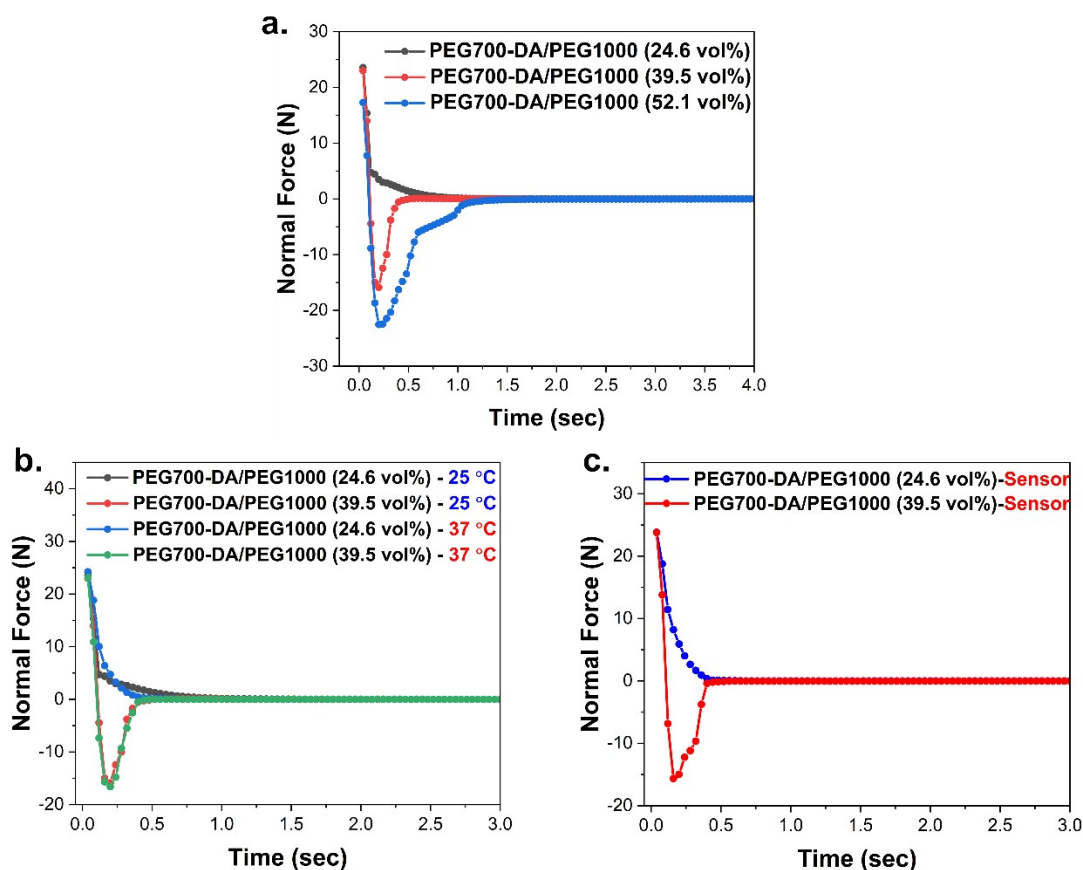 a.
PEG700-DA/PEG1000 (24.6 vol%)
PEG700-DA/PEG1000 (39.5 vol%)
PEG700-DA/PEG1000 (52.1 vol%)
Normal Force (N)
30
20
10
0
-10
-20
-30
0.0 0.5 1.0 1.5 2.0 2.5 3.0 3.5 4.0
Time (sec)
b.
PEG700-DA/PEG1000 (24.6 vol%) - 25 °C
PEG700-DA/PEG1000 (39.5 vol%) - 25 °C
PEG700-DA/PEG1000 (24.6 vol%) - 37 °C
PEG700-DA/PEG1000 (39.5 vol%) - 37 °C
Normal Force (N)
40
30
20
10
0
-10
-20
0.0 0.5 1.0 1.5 2.0 2.5 3.0
Time (sec)
c.
PEG700-DA/PEG1000 (24.6 vol%)-Sensor
PEG700-DA/PEG1000 (39.5 vol%)-Sensor
Normal Force (N)
30
20
10
0
-10
-20
0.0 0.5 1.0 1.5 2.0 2.5 3.0
Time (sec)